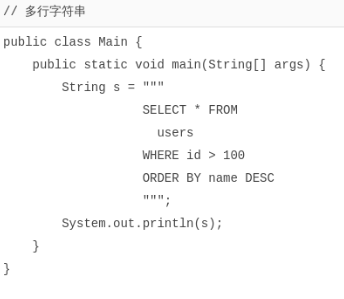 // 多行字符串
public class Main {
    public static void main(String[] args) {
        String s = """
                   SELECT * FROM
                     users
                   WHERE id > 100
                   ORDER BY name DESC
                   """;
        System.out.println(s);
    }
}